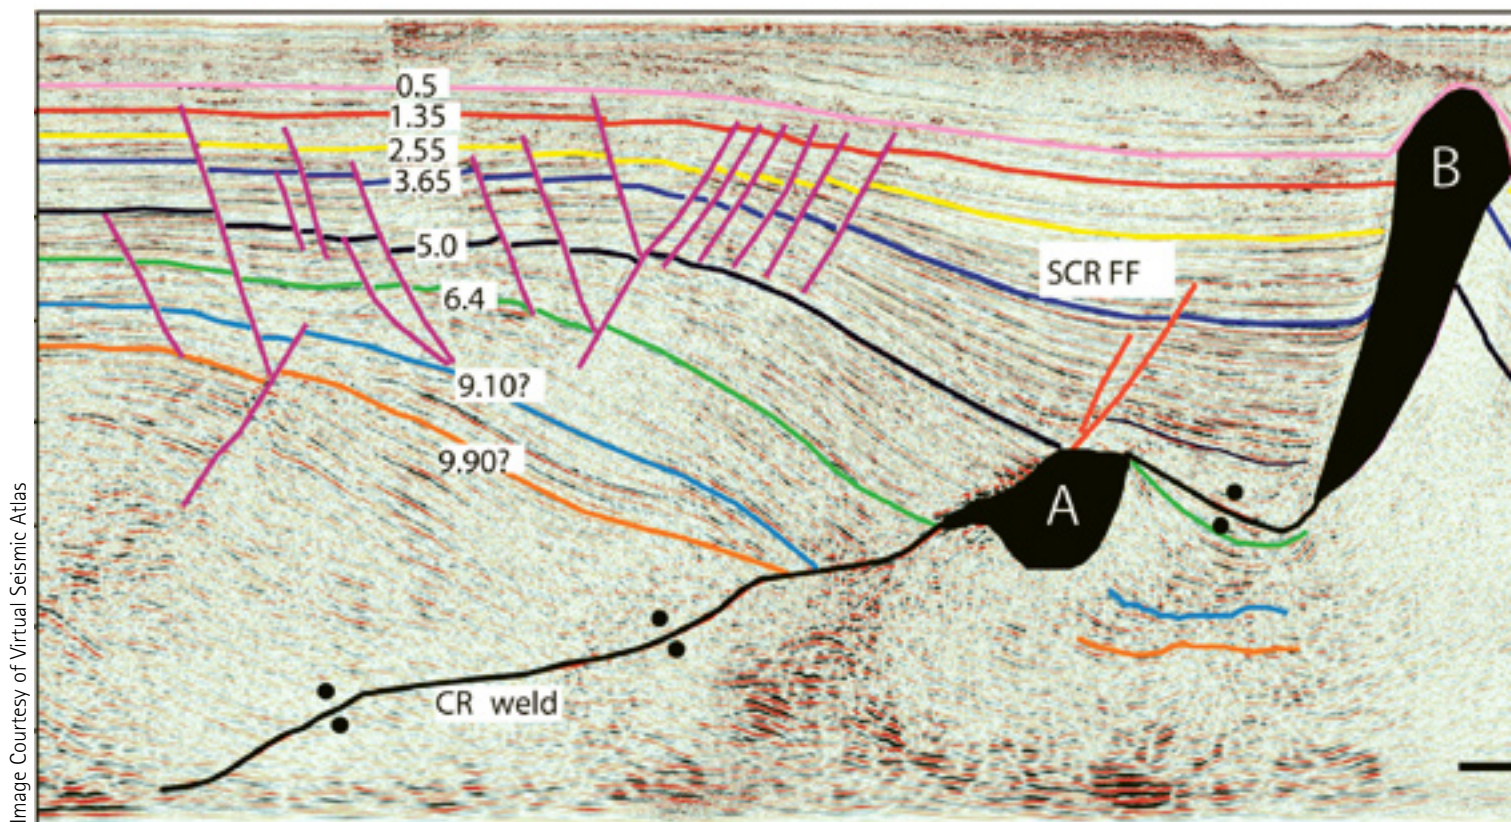 0.5
1.35
2.55
3.65
5.0
6.4
9.10?
9.90?
SCR FF
A
B
CR weld
Image Courtesy of Virtual Seismic Atlas